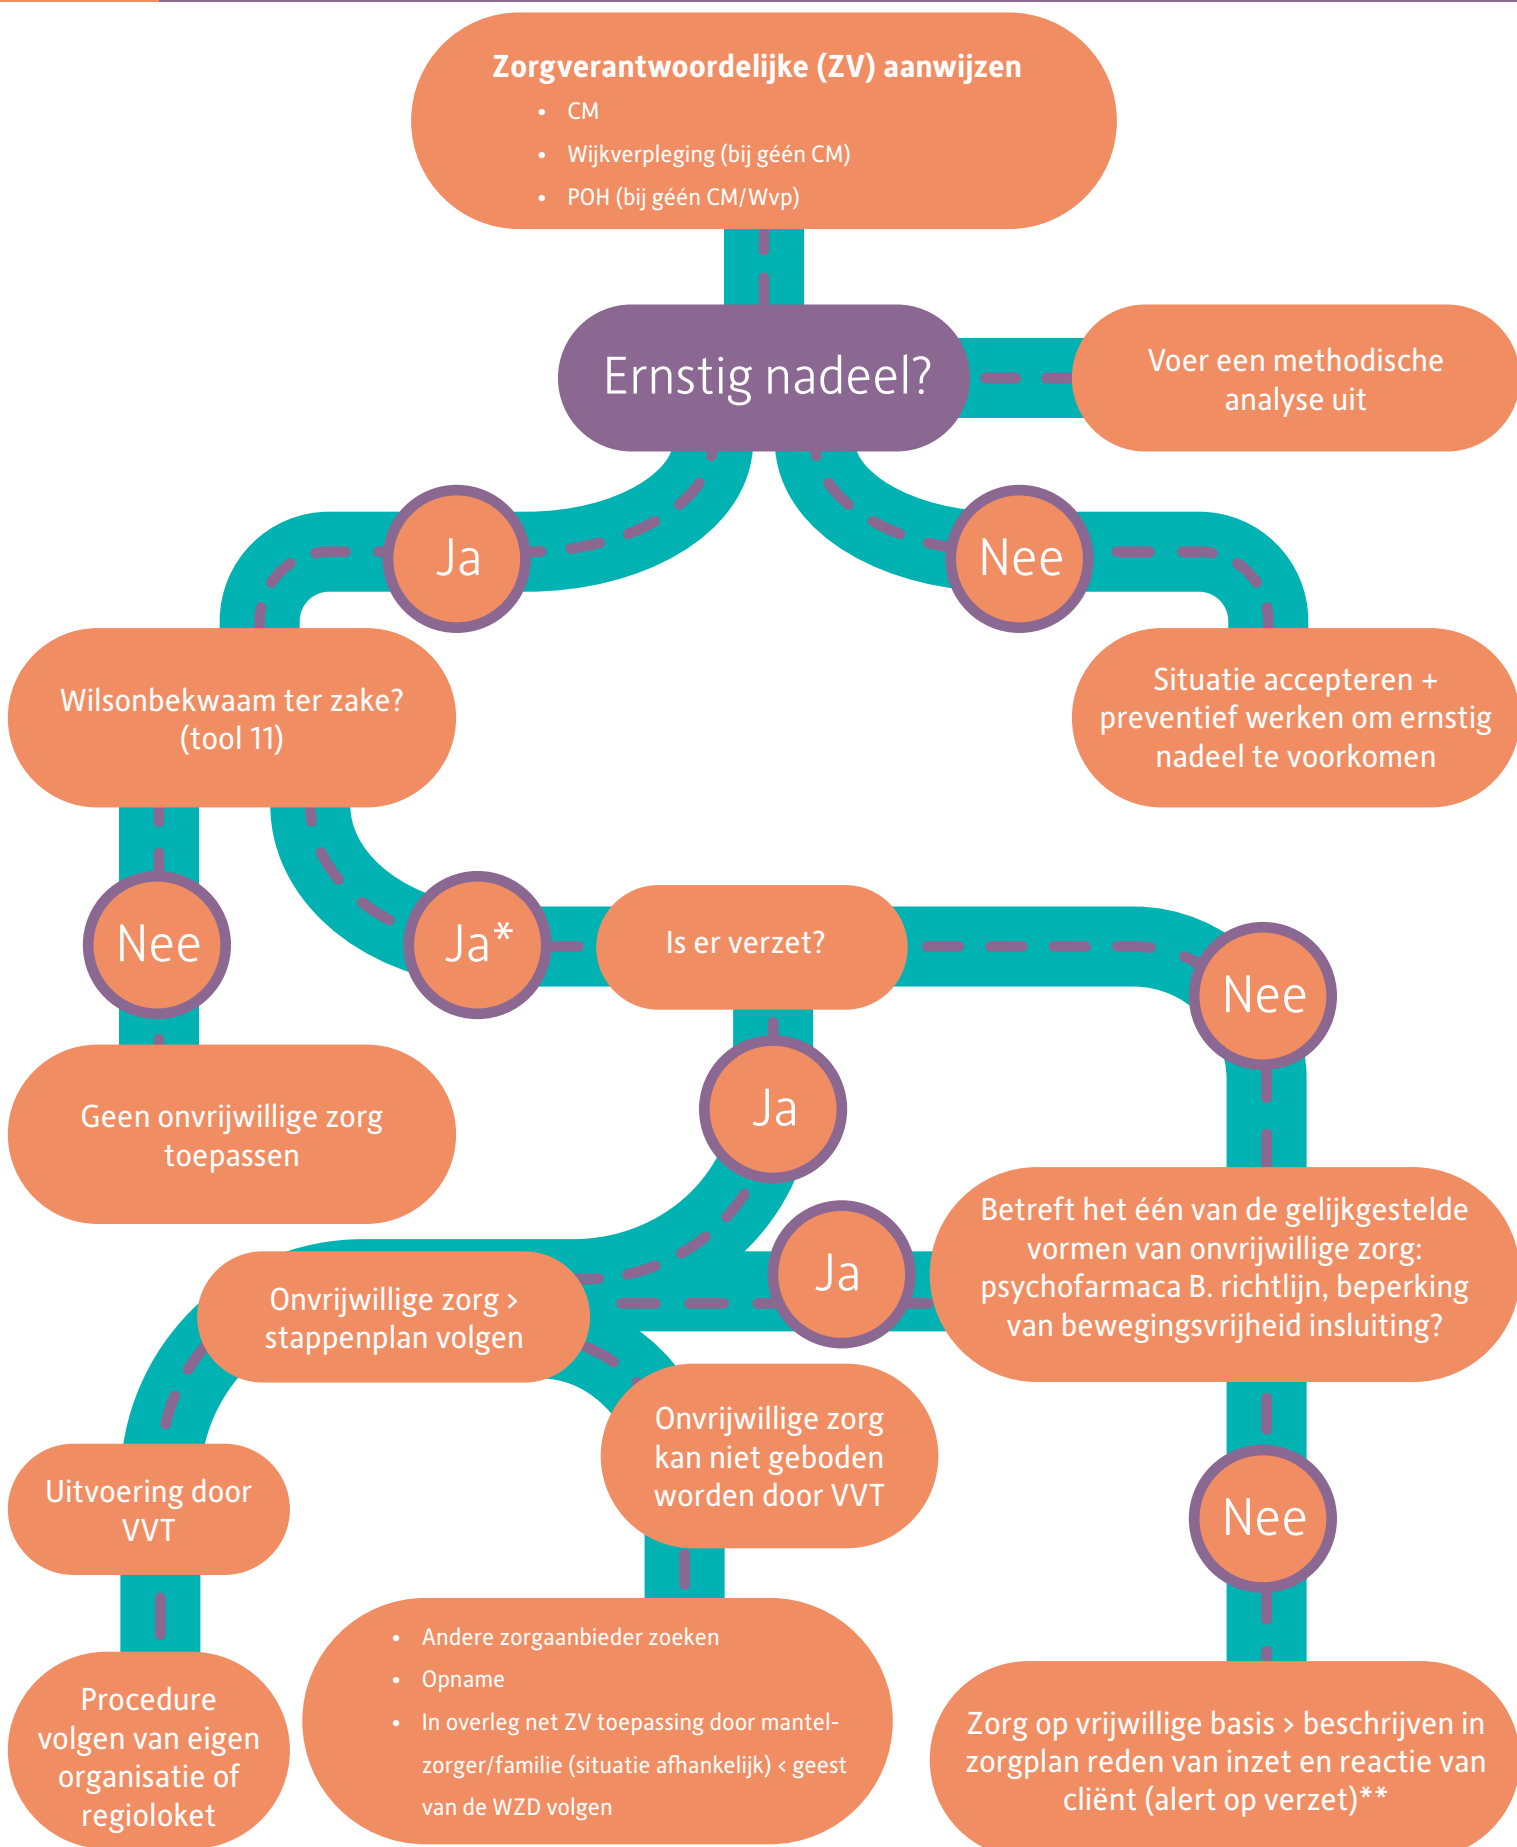 Zorgverantwoordelijke (ZV) aanwijzen
• CM
• Wijkverpleging (bij géén CM)
• POH (bij géén CM/Wvp)
Ernstig nadeel?
Voer een methodische
analyse uit
Ja
Nee
Wilsonbekwaam ter zake?
(tool 11)
Situatie accepteren +
preventief werken om ernstig
nadeel te voorkomen
Nee
Ja*
Is er verzet?
Nee
Geen onvrijwillige zorg
toepassen
Ja
Betreft het één van de gelijkgestelde
vormen van onvrijwillige zorg:
psychofarmaca B. richtlijn, beperking
van bewegingsvrijheid insluiting?
Ja
Onvrijwillige zorg >
stappenplan volgen
Onvrijwillige zorg
kan niet geboden
worden door VVT
Uitvoering door
VVT
Nee
• Andere zorgaanbieder zoeken
• Opname
• In overleg net ZV toepassing door mantel-
zorger/familie (situatie afhankelijk) < geest
van de WZD volgen
Procedure
volgen van eigen
organisatie of
regioloket
Zorg op vrijwillige basis > beschrijven in
zorgplan reden van inzet en reactie van
cliënt (alert op verzet)**